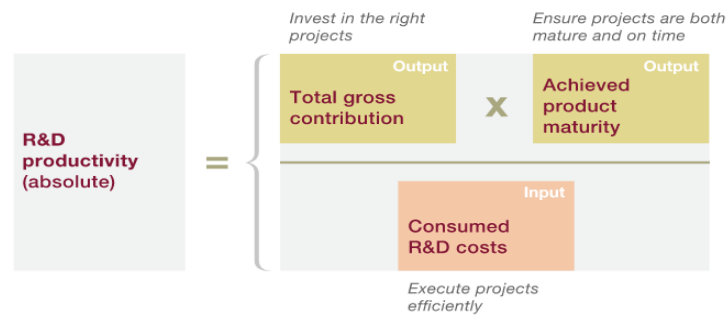 Invest in the right
projects
Ensure projects are both
mature and on time
R&D
productivity
(absolute)
=
Output
Total gross
contribution
x
Output
Achieved
product
maturity
Input
Consumed
R&D costs
Execute projects
efficiently